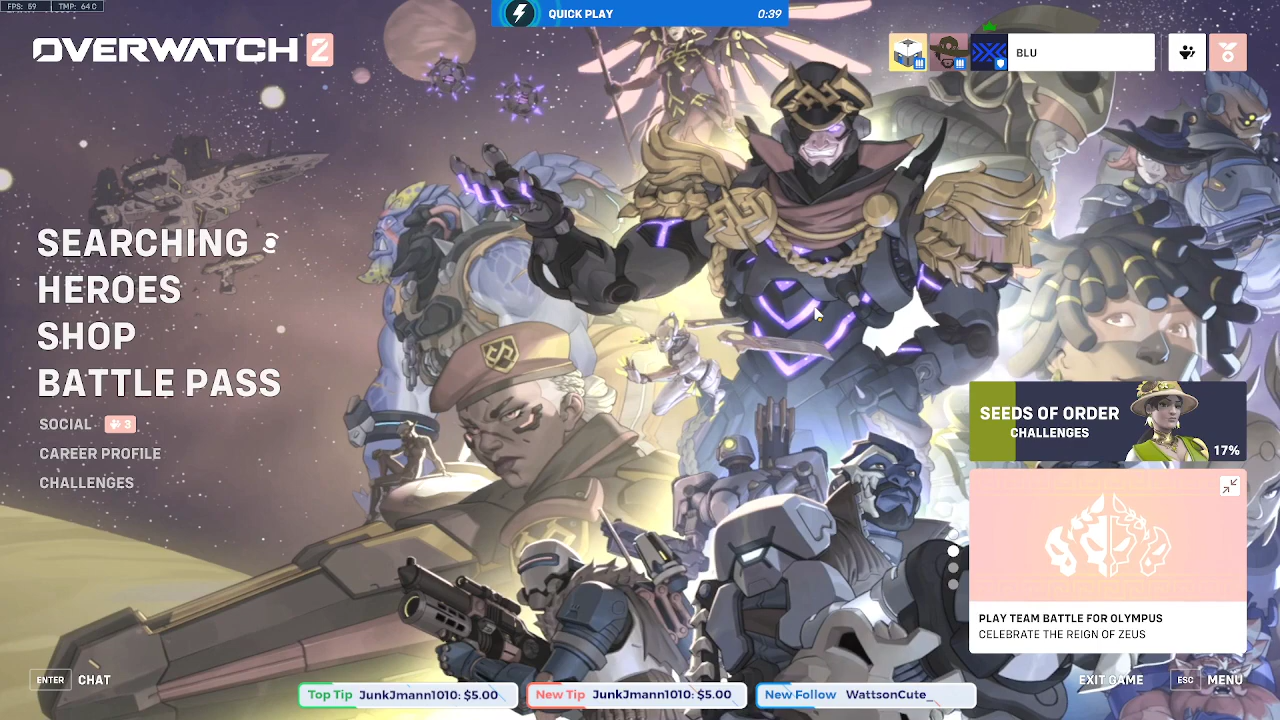 FPS: 59 TMP: 64 C
QUICK PLAY 0:39
OVERWATCH 2
BLU
SEARCHING
HEROES
SHOP
BATTLE PASS
SOCIAL 3
CAREER PROFILE
CHALLENGES
SEEDS OF ORDER
CHALLENGES
17%
PLAY TEAM BATTLE FOR OLYMPUS
CELEBRATE THE REIGN OF ZEUS
ENTER CHAT
EXIT GAME ESC MENU
Top Tip JunkJmann1010: $5.00 New Tip JunkJmann1010: $5.00 New Follow WattsonCute_